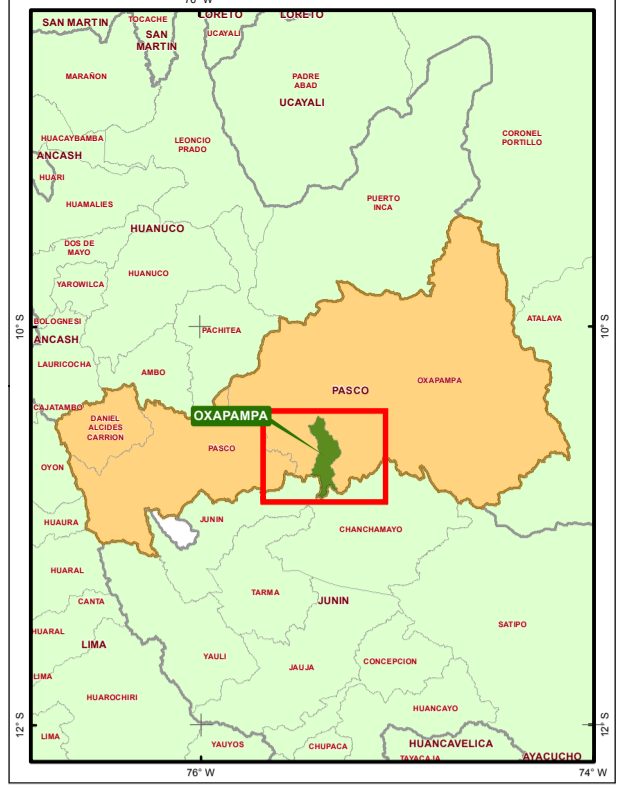 76° W
LORETO
LORETO
SAN MARTIN
TOCACHE
SAN
MARTIN
UCAYALI
MARAÑON
PADRE
ABAD
UCAYALI
HUACAYBAMBA
ANCASH
LEONCIO
PRADO
CORONEL
PORTILLO
HUARI
HUAMALIES
PUERTO
INCA
HUANUCO
DOS DE
MAYO
HUANUCO
YAROWILCA
BOLOGNESI
PACHITEA
ATALAYA
10° S
10° S
ANCASH
LAURICOCHA
AMBO
PASCO
OXAPAMPA
CAJATAMBO
OXAPAMPA
DANIEL
ALCIDES
CARRION
PASCO
OYON
HUAURA
JUNIN
CHANCHAMAYO
HUARAL
TARMA
CANTA
JUNIN
HUARAL
SATIPO
LIMA
YAULI
JAUJA
CONCEPCION
LIMA
HUAROCHIRI
HUANCAYO
12° S
12° S
LIMA
YAUYOS
CHUPACA
HUANCAVELICA
TAYACAJA
AYACUCHO
76° W
74° W